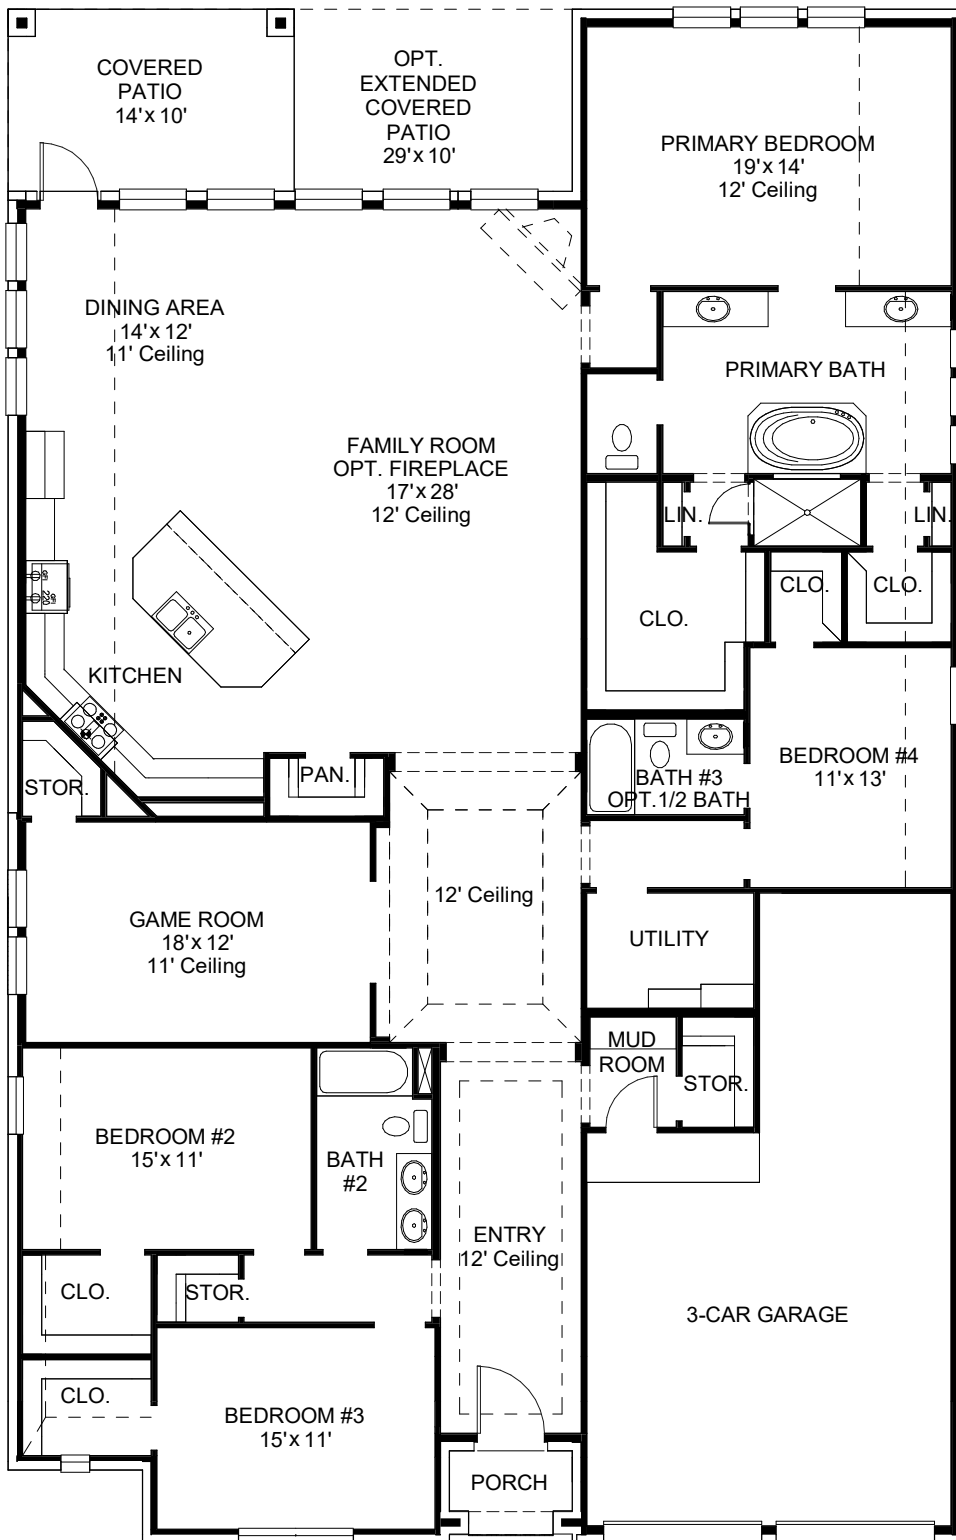 COVERED
PATIO
14'x 10'
OPT.
EXTENDED
COVERED
PATIO
29'x 10'
PRIMARY BEDROOM
19'x 14'
12' Ceiling
DINING AREA
14'x 12'
11' Ceiling
PRIMARY BATH
FAMILY ROOM
OPT. FIREPLACE
17'x 28'
12' Ceiling
LIN.
LIN.
CLO.
CLO.
CLO.
220
KITCHEN
BEDROOM #4
11'x 13'
BATH #3
OPT.1/2 BATH
PAN.
STOR.
12' Ceiling
GAME ROOM
18'x 12'
11' Ceiling
UTILITY
MUD
ROOM
STOR.
BEDROOM #2
15'x 11'
BATH
#2
ENTRY
12' Ceiling
CLO.
STOR.
3-CAR GARAGE
CLO.
BEDROOM #3
15'x 11'
PORCH